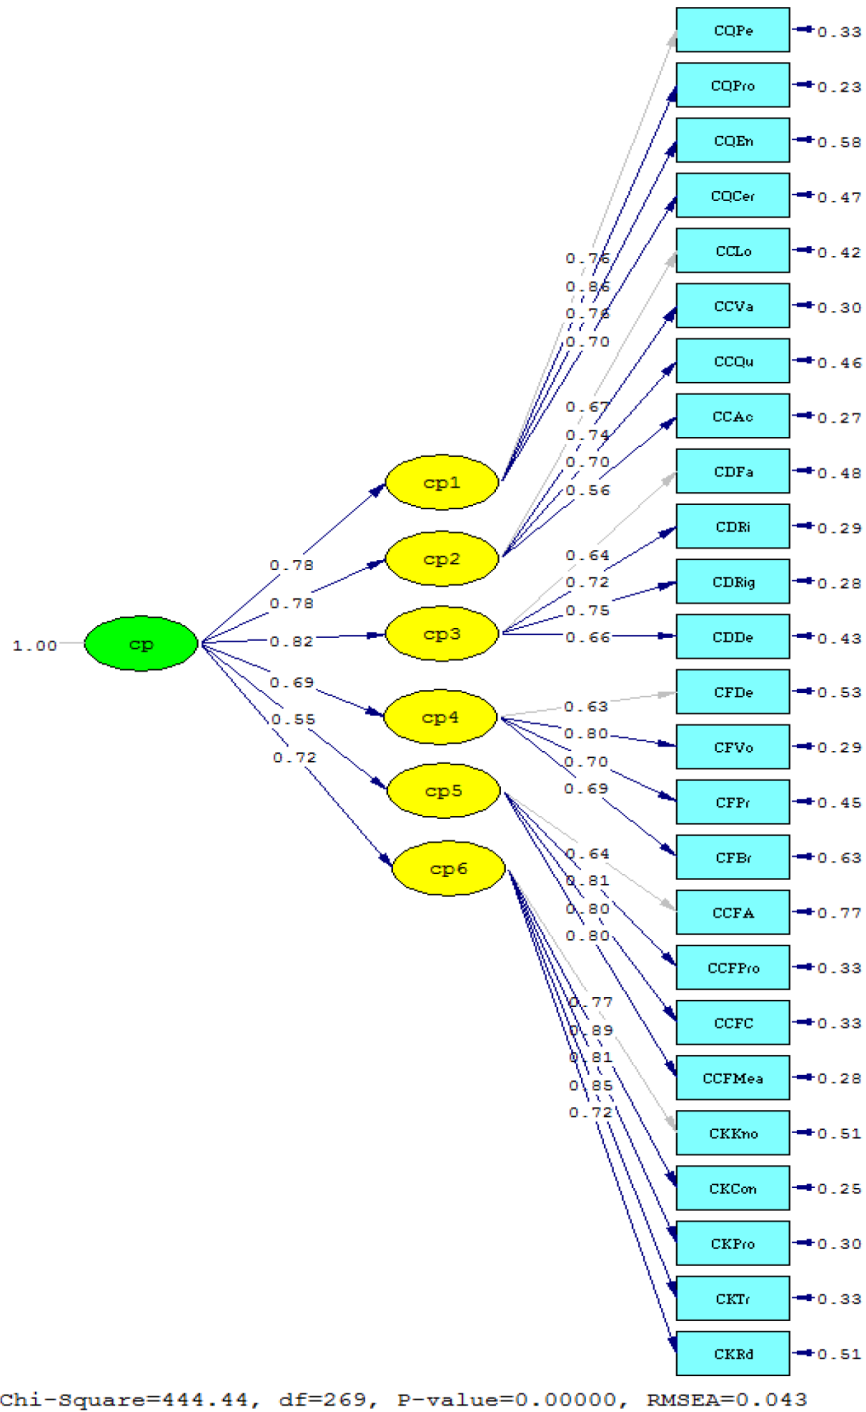 CQPe 0.33
CQPro 0.23
CQEn 0.58
CQCer 0.47
CCLo 0.42
CCVa 0.30
CCQu 0.46
CCAc 0.27
CDFa 0.48
CDRi 0.29
CDRig 0.28
CDDe 0.43
CFDe 0.53
CFVo 0.29
CFPr 0.45
CFBr 0.63
CCFA 0.77
CCFPro 0.33
CCFC 0.33
CCFMea 0.28
CKKno 0.51
CKCon 0.25
CKPro 0.30
CKTr 0.33
CKRd 0.51
0.76
0.86
0.76
0.70
0.67
0.74
0.70
0.56
0.64
0.72
0.75
0.66
0.63
0.80
0.70
0.69
0.64
0.81
0.80
0.80
0.77
0.89
0.81
0.85
0.72
cp1
cp2
cp3
cp4
cp5
cp6
0.78
0.78
0.82
0.69
0.55
0.72
1.00 cp
Chi-Square=444.44, df=269, P-value=0.00000, RMSEA=0.043